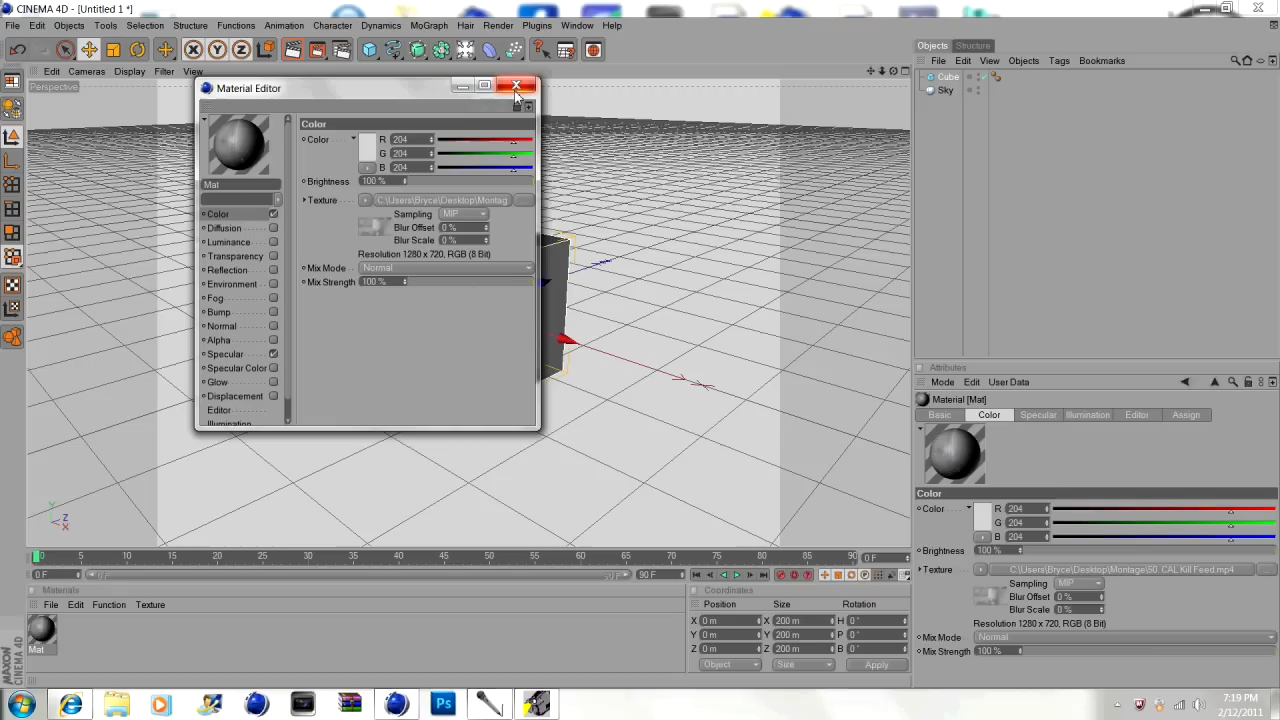 CINEMA 4D - [Untitled 1 *]
File Edit Objects Tools Selection Structure Functions Animation Character Dynamics MoGraph Hair Render Plugins Window Help
X Y Z
Objects Structure
File Edit View Objects Tags Bookmarks
Edit Cameras Display Filter View
Perspective
Cube
Sky
Material Editor
Color
Color R 204
G 204
B 204
Brightness 100 %
Texture C:\Users\Bryce\Desktop\Montag
Sampling MIP
Blur Offset 0 %
Blur Scale 0 %
Resolution 1280 x 720, RGB (8 Bit)
Mix Mode Normal
Mix Strength 100 %
Mat
Color
Diffusion
Luminance
Transparency
Reflection
Environment
Fog
Bump
Normal
Alpha
Specular
Specular Color
Glow
Displacement
Editor
Illumination
Y
Z
X
Attributes
Mode Edit User Data
Material [Mat]
Basic Color Specular Illumination Editor Assign
Color
Color R 204
G 204
B 204
Brightness 100 %
Texture C:\Users\Bryce\Desktop\Montage\50. CAL Kill Feed.mp4
Sampling MIP
Blur Offset 0 %
Blur Scale 0 %
Resolution 1280 x 720, RGB (8 Bit)
Mix Mode Normal
Mix Strength 100 %
0 5 10 15 20 25 30 35 40 45 50 55 60 65 70 75 80 85 90 0 F
0 F 90 F
Materials
File Edit Function Texture
Mat
Coordinates
Position Size Rotation
X 0 m X 200 m H 0 °
Y 0 m Y 200 m P 0 °
Z 0 m Z 200 m B 0 °
Object Size Apply
MAXON
CINEMA 4D
Ps
7:19 PM
2/12/2011